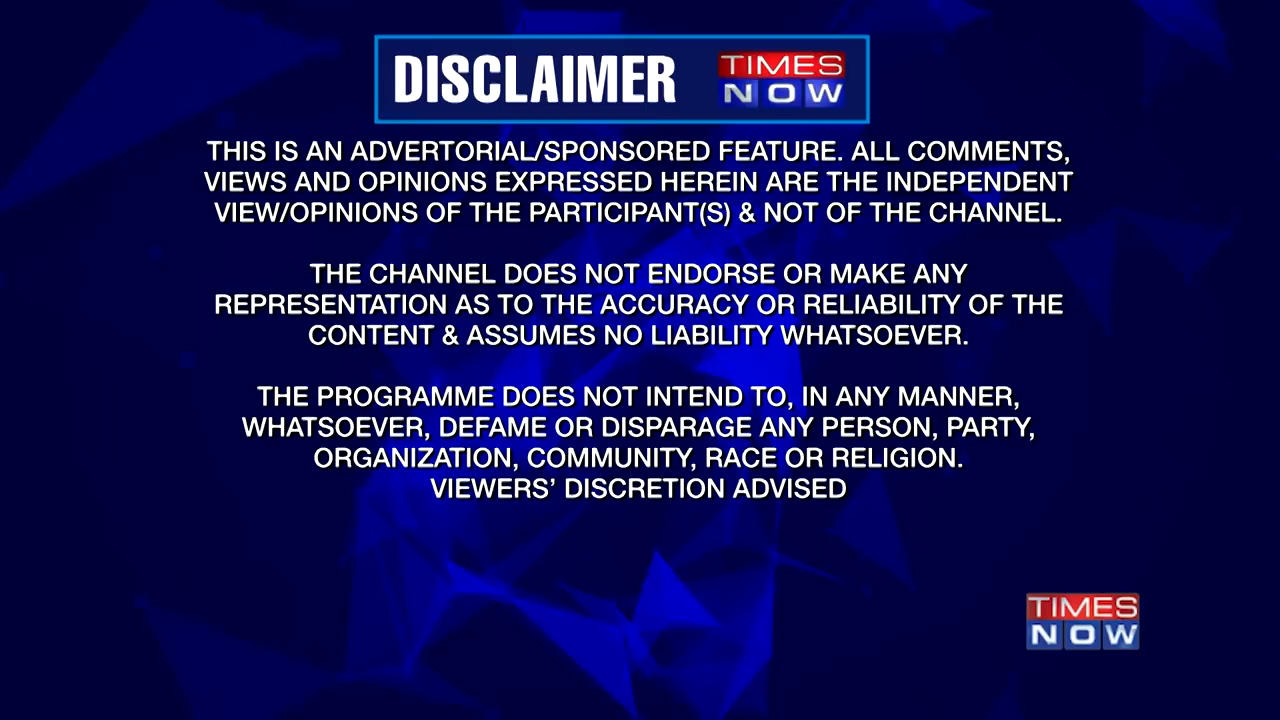 DISCLAIMER
TIMES
NOW
THIS IS AN ADVERTORIAL/SPONSORED FEATURE. ALL COMMENTS,
VIEWS AND OPINIONS EXPRESSED HEREIN ARE THE INDEPENDENT
VIEW/OPINIONS OF THE PARTICIPANT(S) & NOT OF THE CHANNEL.
THE CHANNEL DOES NOT ENDORSE OR MAKE ANY
REPRESENTATION AS TO THE ACCURACY OR RELIABILITY OF THE
CONTENT & ASSUMES NO LIABILITY WHATSOEVER.
THE PROGRAMME DOES NOT INTEND TO, IN ANY MANNER,
WHATSOEVER, DEFAME OR DISPARAGE ANY PERSON, PARTY,
ORGANIZATION, COMMUNITY, RACE OR RELIGION.
VIEWERS’ DISCRETION ADVISED
TIMES
NOW